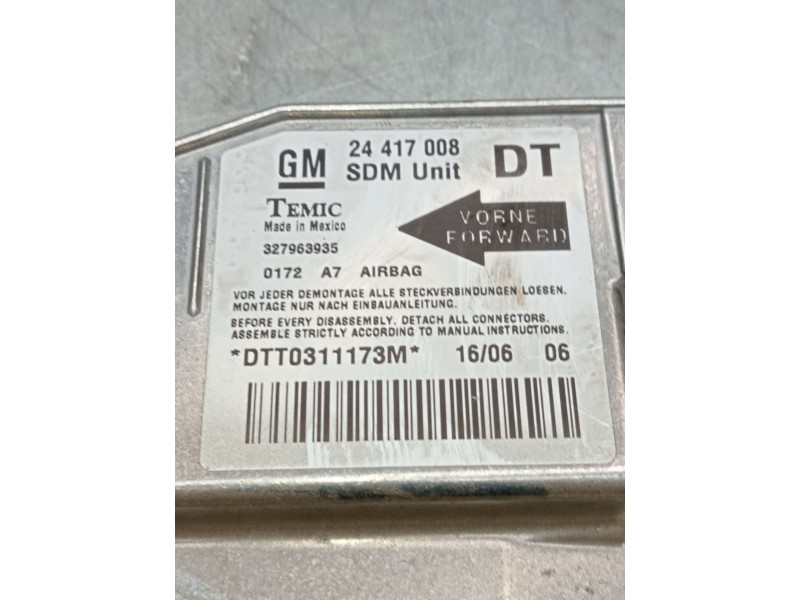 GM 24 417 008 DT
SDM Unit
TEMIC
Made in Mexico
VORNE
FORWARD
327963935
0172 A7 AIRBAG
VOR JEDER DEMONTAGE ALLE STECKVERBINDUNGEN LOESEN.
MONTAGE NUR NACH EINBAUANLEITUNG.
BEFORE EVERY DISASSEMBLY, DETACH ALL CONNECTORS.
ASSEMBLE STRICTLY ACCORDING TO MANUAL INSTRUCTIONS.
*DTT0311173M* 16/06 06